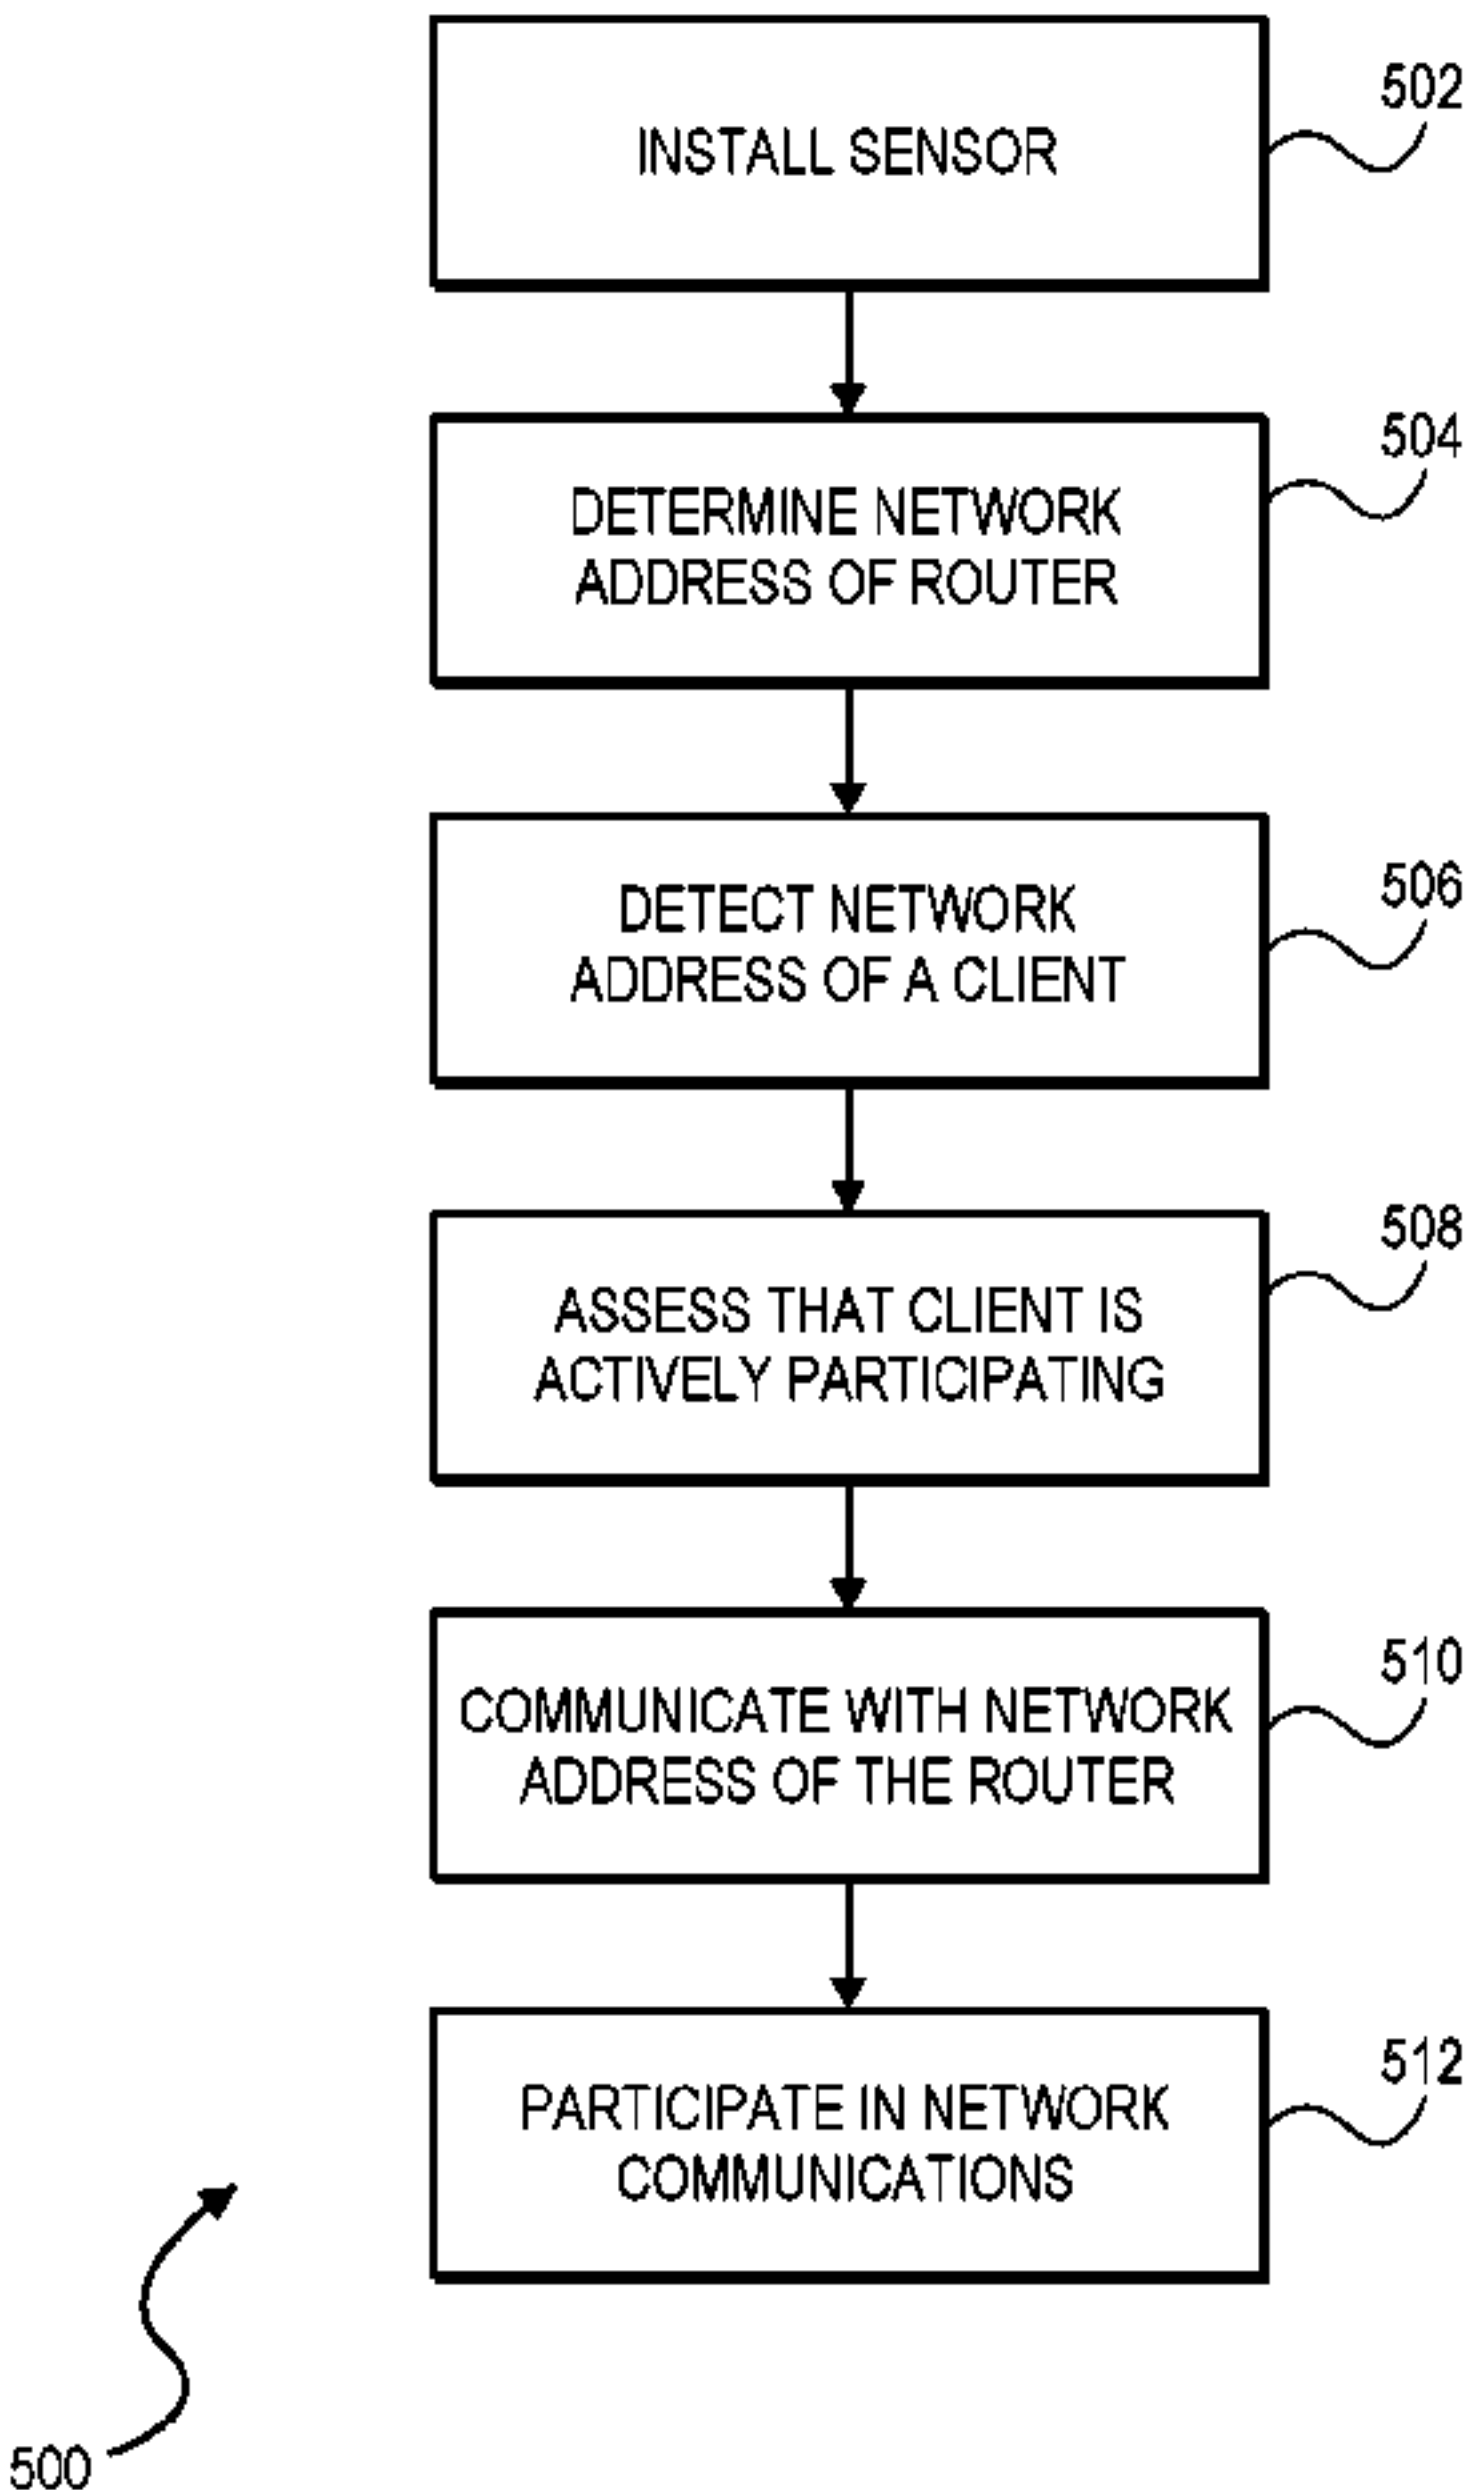 502
INSTALL SENSOR
504
DETERMINE NETWORK
ADDRESS OF ROUTER
506
DETECT NETWORK
ADDRESS OF A CLIENT
508
ASSESS THAT CLIENT IS
ACTIVELY PARTICIPATING
510
COMMUNICATE WITH NETWORK
ADDRESS OF THE ROUTER
512
PARTICIPATE IN NETWORK
COMMUNICATIONS
500